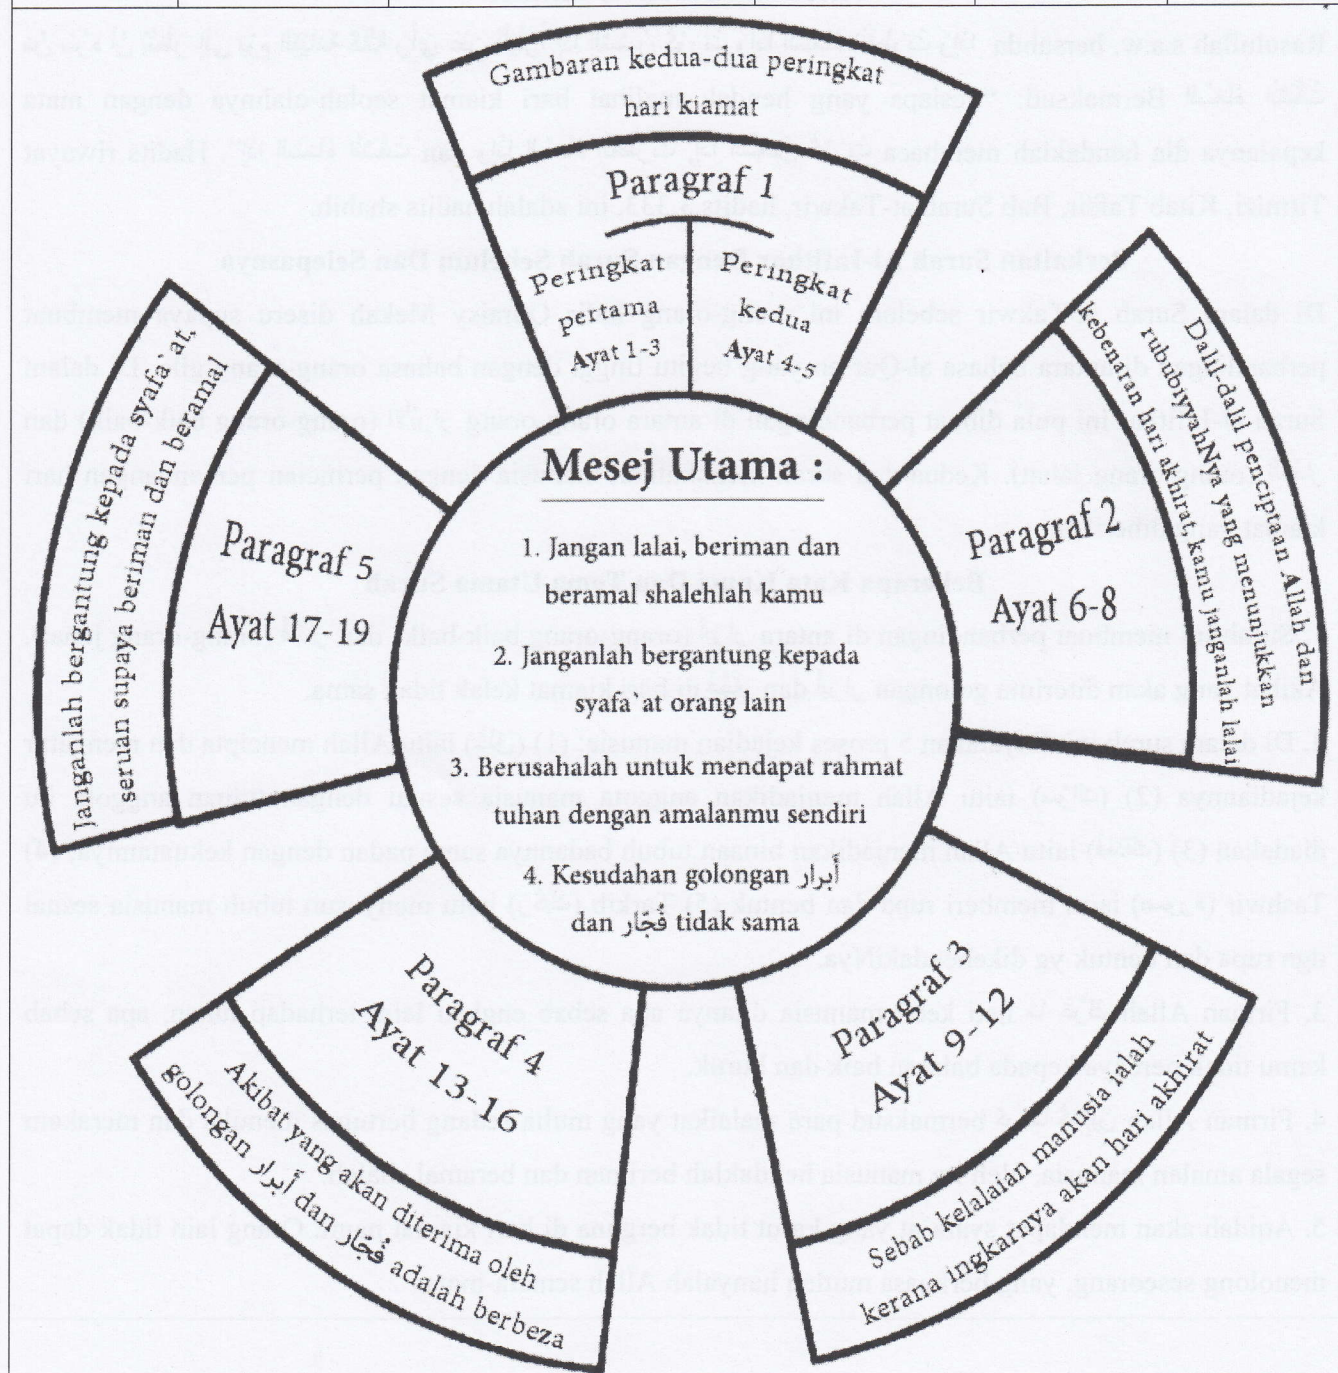 Gambaran kedua-dua peringkat
hari kiamat
Paragraf 1
Peringkat
pertama
Ayat 1-3
Peringkat
kedua
Ayat 4-5
Dalil-dalil penciptaan Allah dan
rububiyyahNya yang menunjukkan
kebenaran hari akhirat, kamu janganlah lalai
Paragraf 2
Ayat 6-8
Paragraf 3
Ayat 9-12
Sebab kelalaian manusia ialah
kerana ingkarnya akan hari akhirat
Paragraf 4
Ayat 13-16
Akibat yang akan diterima oleh
golongan أبرار dan فُجّار adalah berbeza
Janganlah bergantung kepada syafa`at
seruan supaya beriman dan beramal
Paragraf 5
Ayat 17-19
Mesej Utama :
1. Jangan lalai, beriman dan
beramal shalehlah kamu
2. Janganlah bergantung kepada
syafa`at orang lain
3. Berusahalah untuk mendapat rahmat
tuhan dengan amalanmu sendiri
4. Kesudahan golongan أبرار
dan فُجّار tidak sama